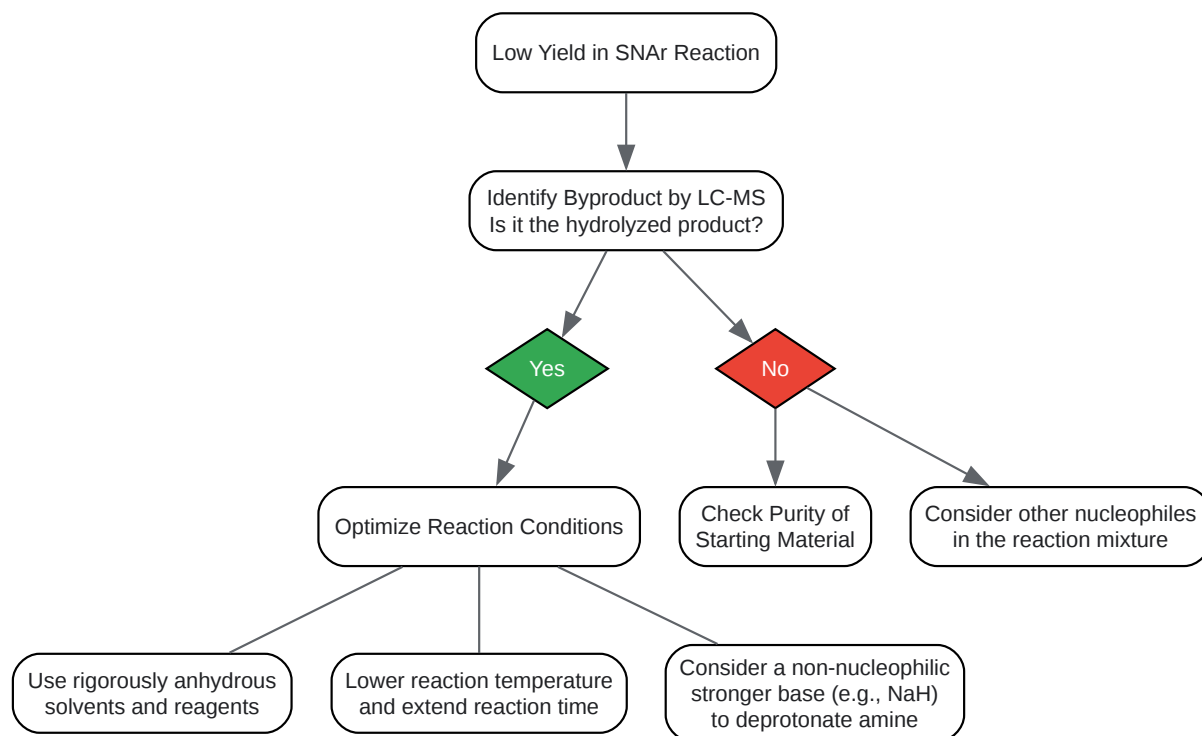 Low Yield in SNAr Reaction
Identify Byproduct by LC-MS
Is it the hydrolyzed product?
Yes
No
Optimize Reaction Conditions
Check Purity of
Starting Material
Consider other nucleophiles
in the reaction mixture
Use rigorously anhydrous
solvents and reagents
Lower reaction temperature
and extend reaction time
Consider a non-nucleophilic
stronger base (e.g., NaH)
to deprotonate amine